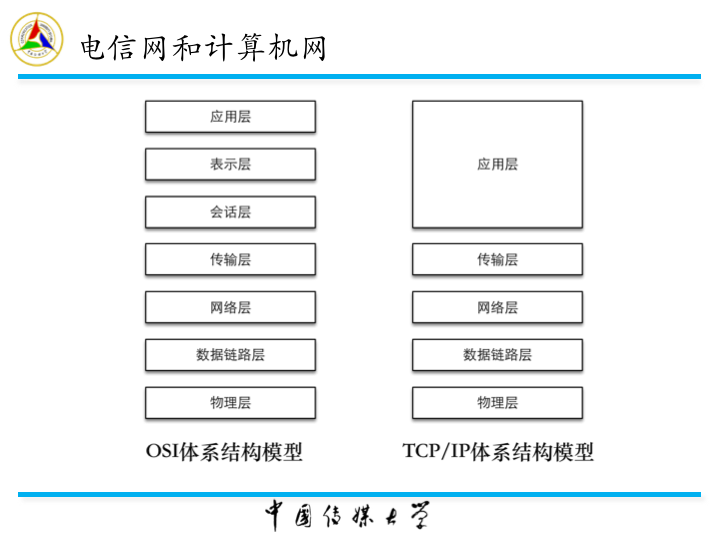 电信网和计算机网
应用层
表示层
会话层
传输层
网络层
数据链路层
物理层
OSI体系结构模型
应用层
传输层
网络层
数据链路层
物理层
TCP/IP体系结构模型
中国传媒大学